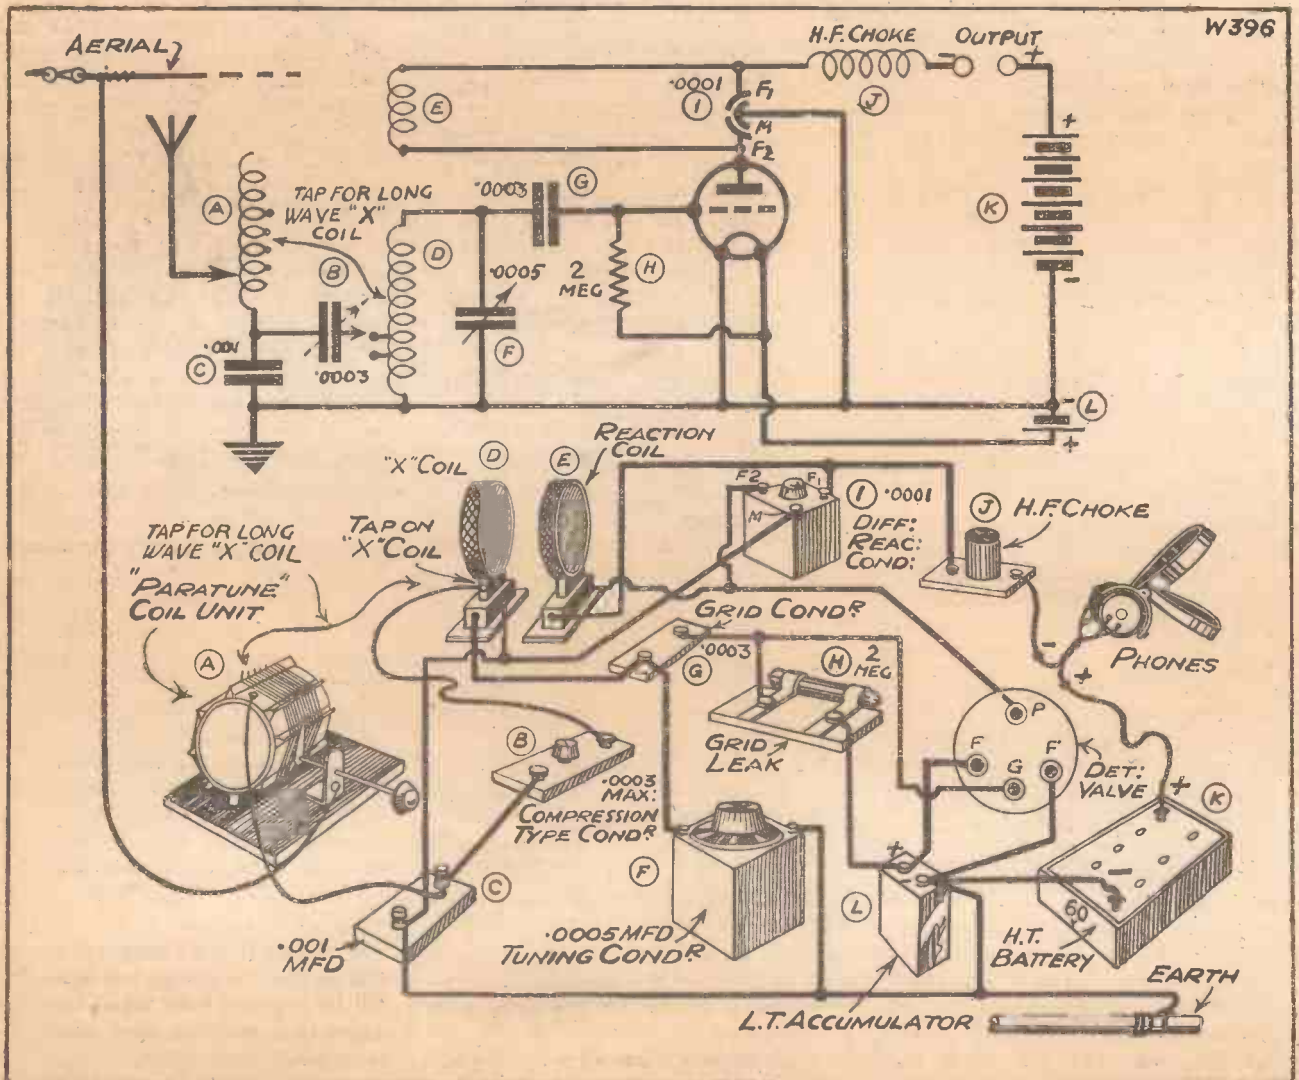 W396
AERIAL
H.F. CHOKE
OUTPUT
+
.0001
I
F1
M
F2
J
E
+
K
-
A
TAP FOR LONG
WAVE "X"
COIL
B
D
.0003
G
.0005
2
MEG
H
C
.001
.0003
F
-
L
+
"X" COIL
D
E
REACTION
COIL
F2
F1
M
I
.0001
DIFF:
REAC:
COND:
J
H.F. CHOKE
TAP FOR LONG
WAVE "X" COIL
TAP ON
"X" COIL
"PARATUNE"
COIL UNIT
A
GRID CONDR
.0003
G
H
2
MEG
-
+
PHONES
GRID
LEAK
P
F
F
G
DET:
VALVE
B
.0003
MAX:
COMPRESSION
TYPE CONDR
+
K
C
F
+
-
L
-
60
.001
MFD
.0005 MFD
TUNING CONDR
H.T.
BATTERY
EARTH
L.T. ACCUMULATOR